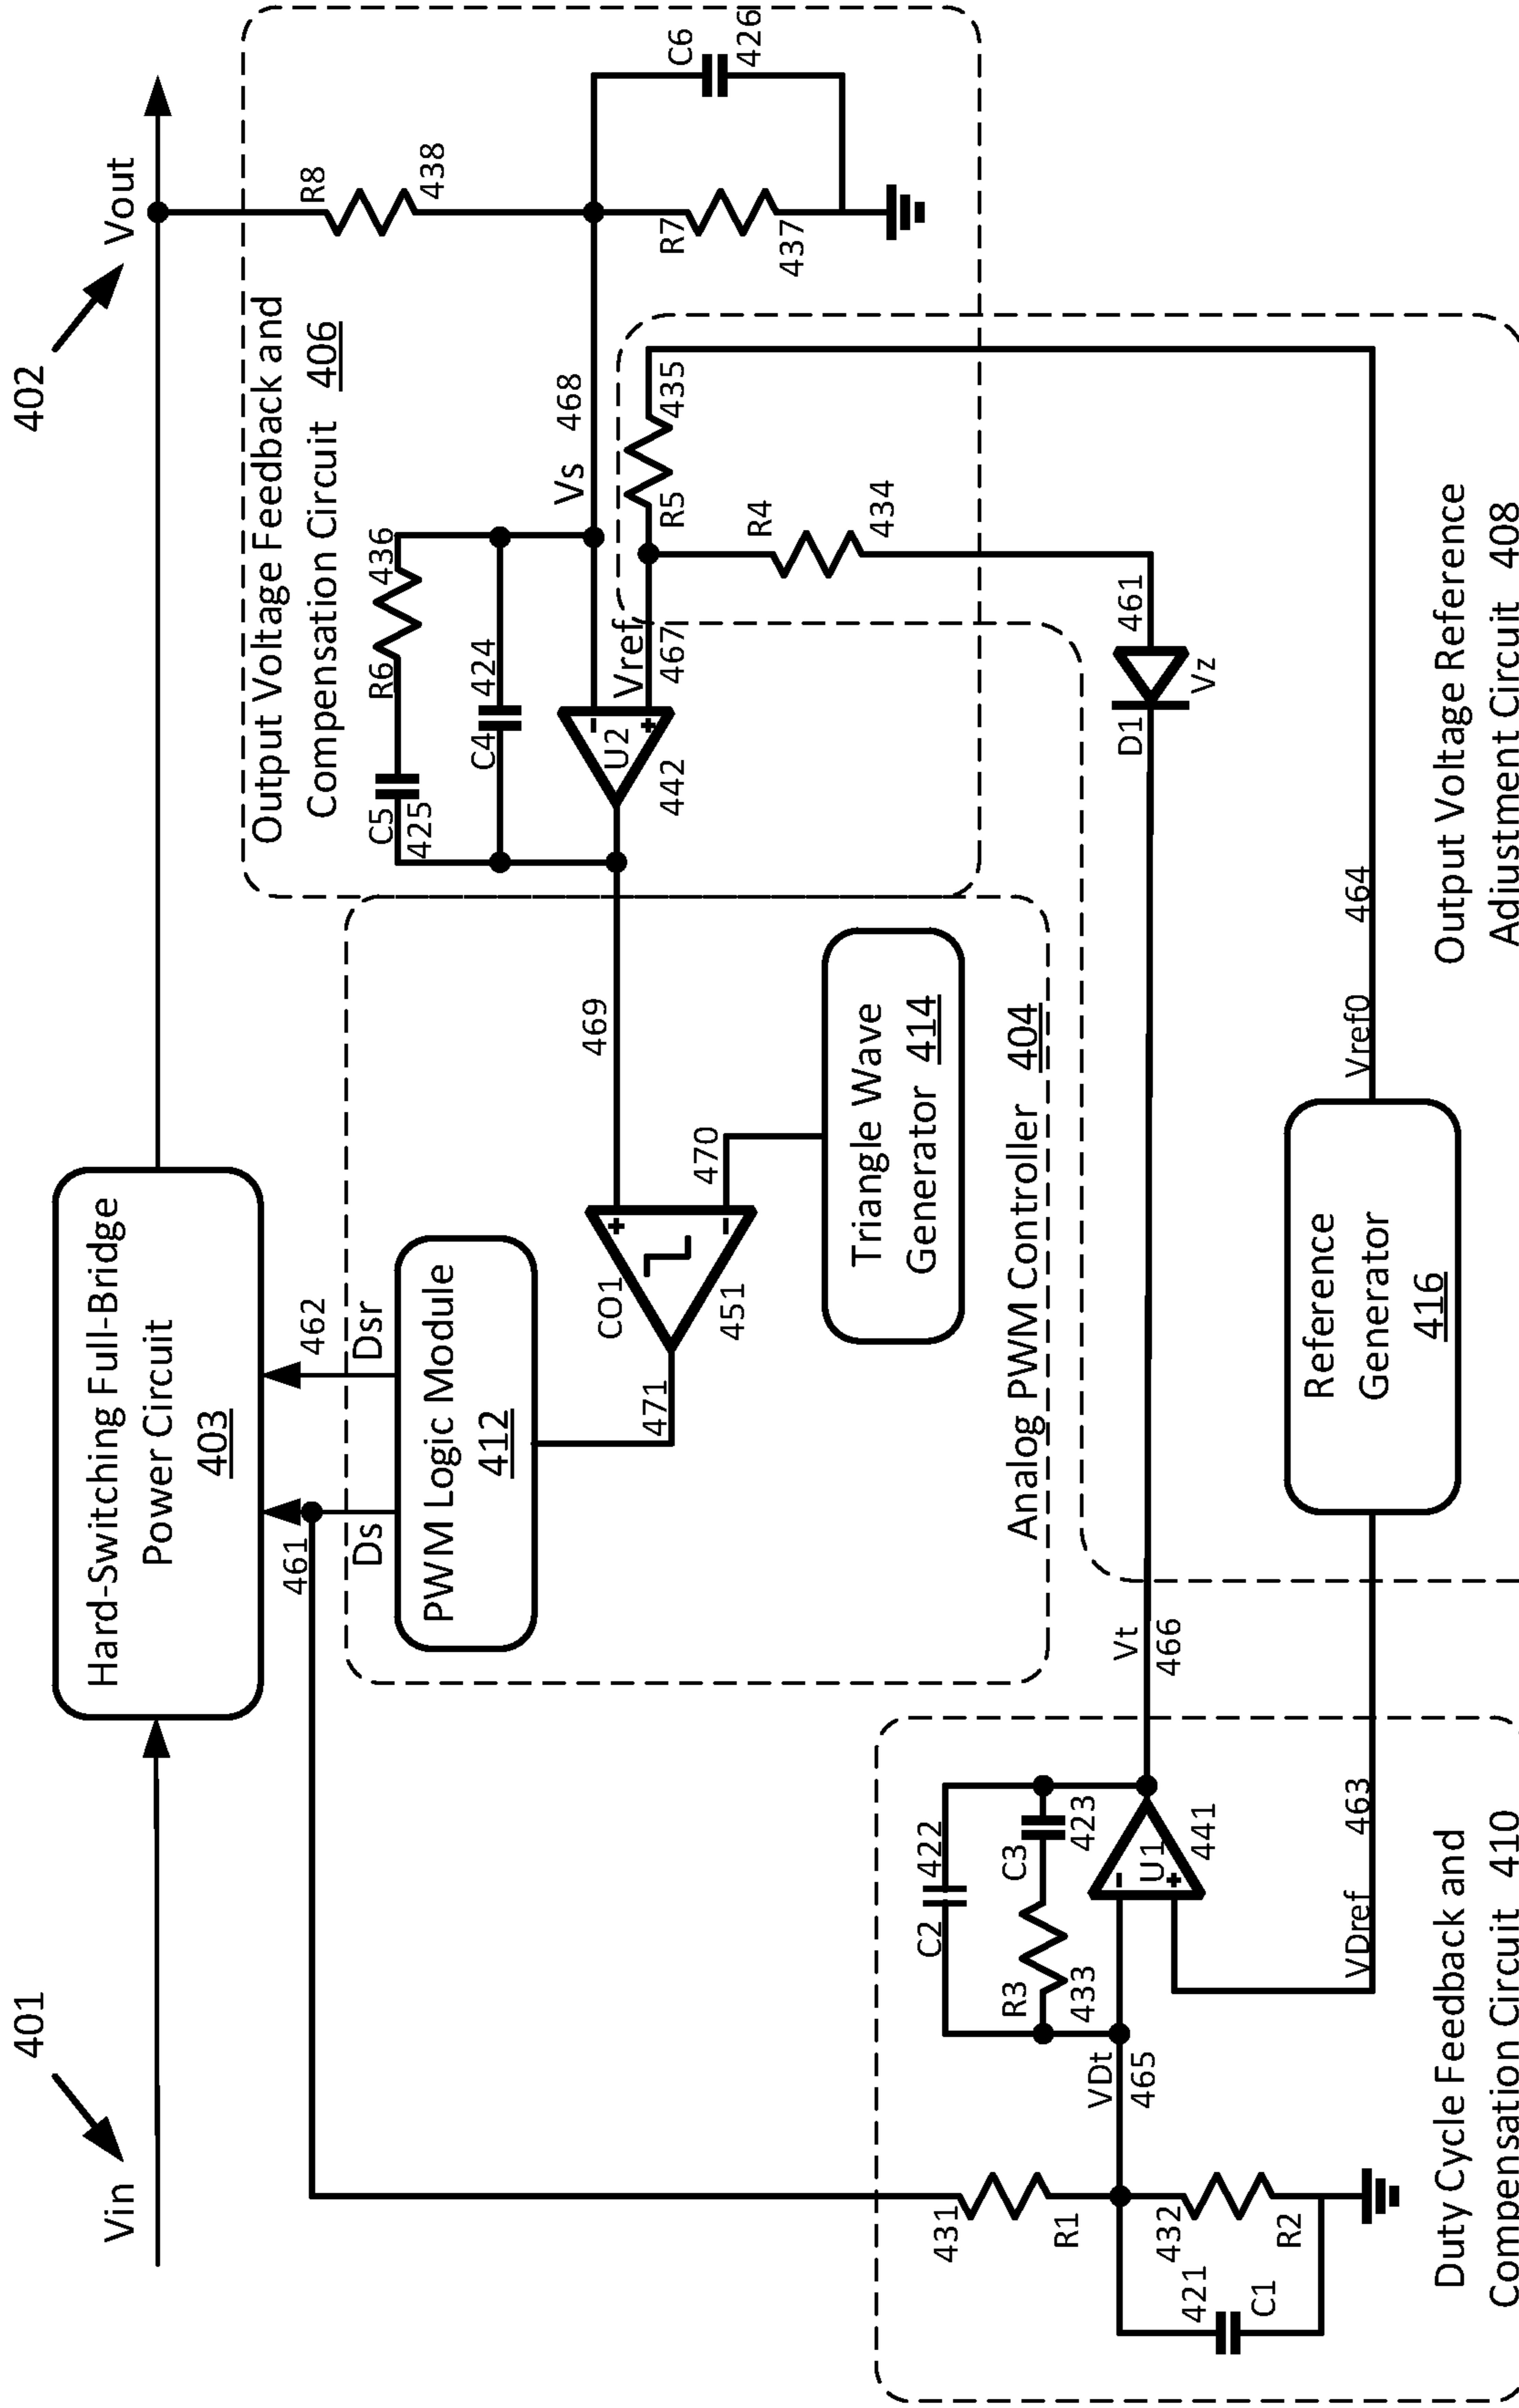 402
401
Vin
Vout
Hard-Switching Full-Bridge
Power Circuit
403
461
462
Ds
Dsr
PWM Logic Module
412
471
CO1
451
469
470
Triangle Wave
Generator 414
Analog PWM Controller 404
Output Voltage Feedback and
Compensation Circuit 406
C5
425
R6
436
C4
424
U2
442
Vs
468
Vref
467
R5
435
R4
434
R8
438
R7
437
C6
426
461
D1
Vz
Output Voltage Reference
Adjustment Circuit 408
Vref0
464
Reference
Generator
416
Vt
466
VDref
463
C2
422
R3
433
C3
423
U1
441
VDt
465
431
R1
432
R2
421
C1
Duty Cycle Feedback and
Compensation Circuit 410